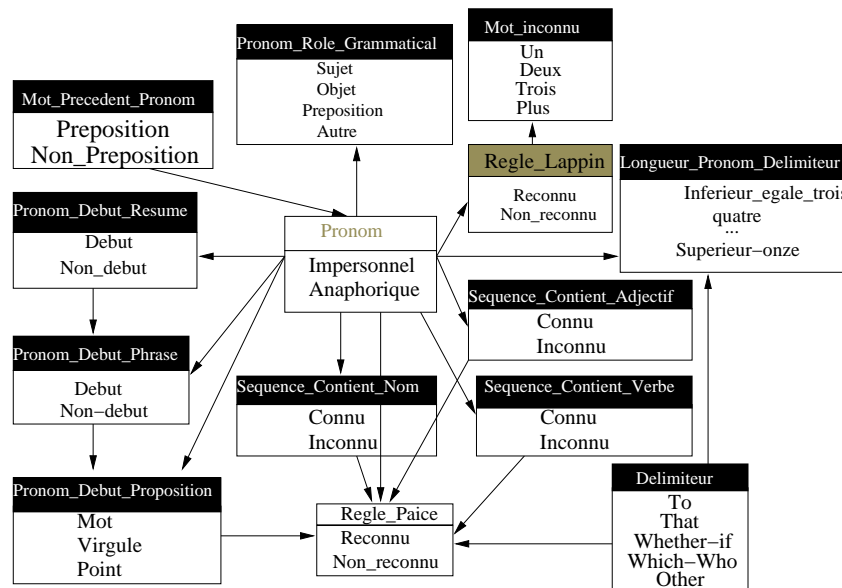 Pronom_Role_Grammatical
Sujet
Objet
Preposition
Autre
Mot_inconnu
Un
Deux
Trois
Plus
Mot_Precedent_Pronom
Preposition
Non_Preposition
Regle_Lappin
Reconnu
Non_reconnu
Longueur_Pronom_Delimiteur
Inferieur_egale_trois
quatre
...
Superieur−onze
Pronom_Debut_Resume
Debut
Non_debut
Pronom
Impersonnel
Anaphorique
Sequence_Contient_Adjectif
Connu
Inconnu
Pronom_Debut_Phrase
Debut
Non−debut
Sequence_Contient_Nom
Connu
Inconnu
Sequence_Contient_Verbe
Connu
Inconnu
Pronom_Debut_Proposition
Mot
Virgule
Point
Regle_Paice
Reconnu
Non_reconnu
Delimiteur
To
That
Whether−if
Which−Who
Other